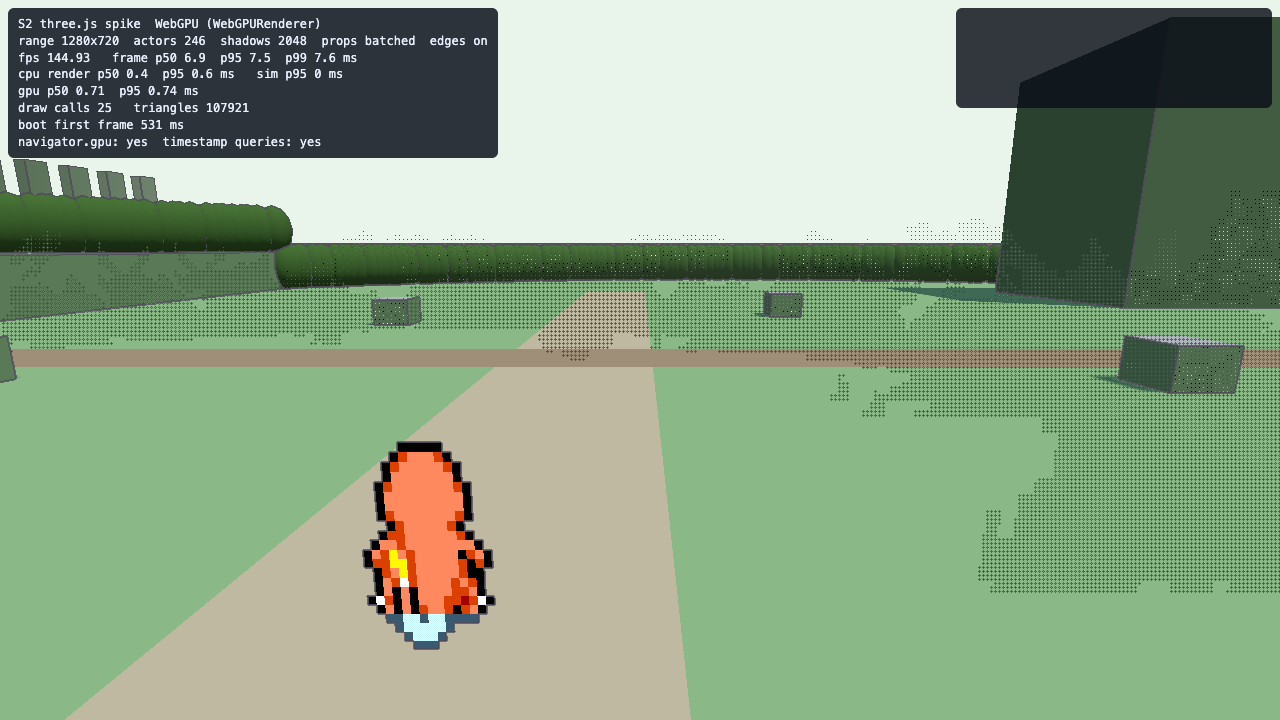 S2 three.js spike  WebGPU (WebGPURenderer)
range 1280x720  actors 246  shadows 2048  props batched  edges on
fps 144.93   frame p50 6.9  p95 7.5  p99 7.6 ms
cpu render p50 0.4  p95 0.6 ms   sim p95 0 ms
gpu p50 0.71  p95 0.74 ms
draw calls 25   triangles 107921
boot first frame 531 ms
navigator.gpu: yes  timestamp queries: yes